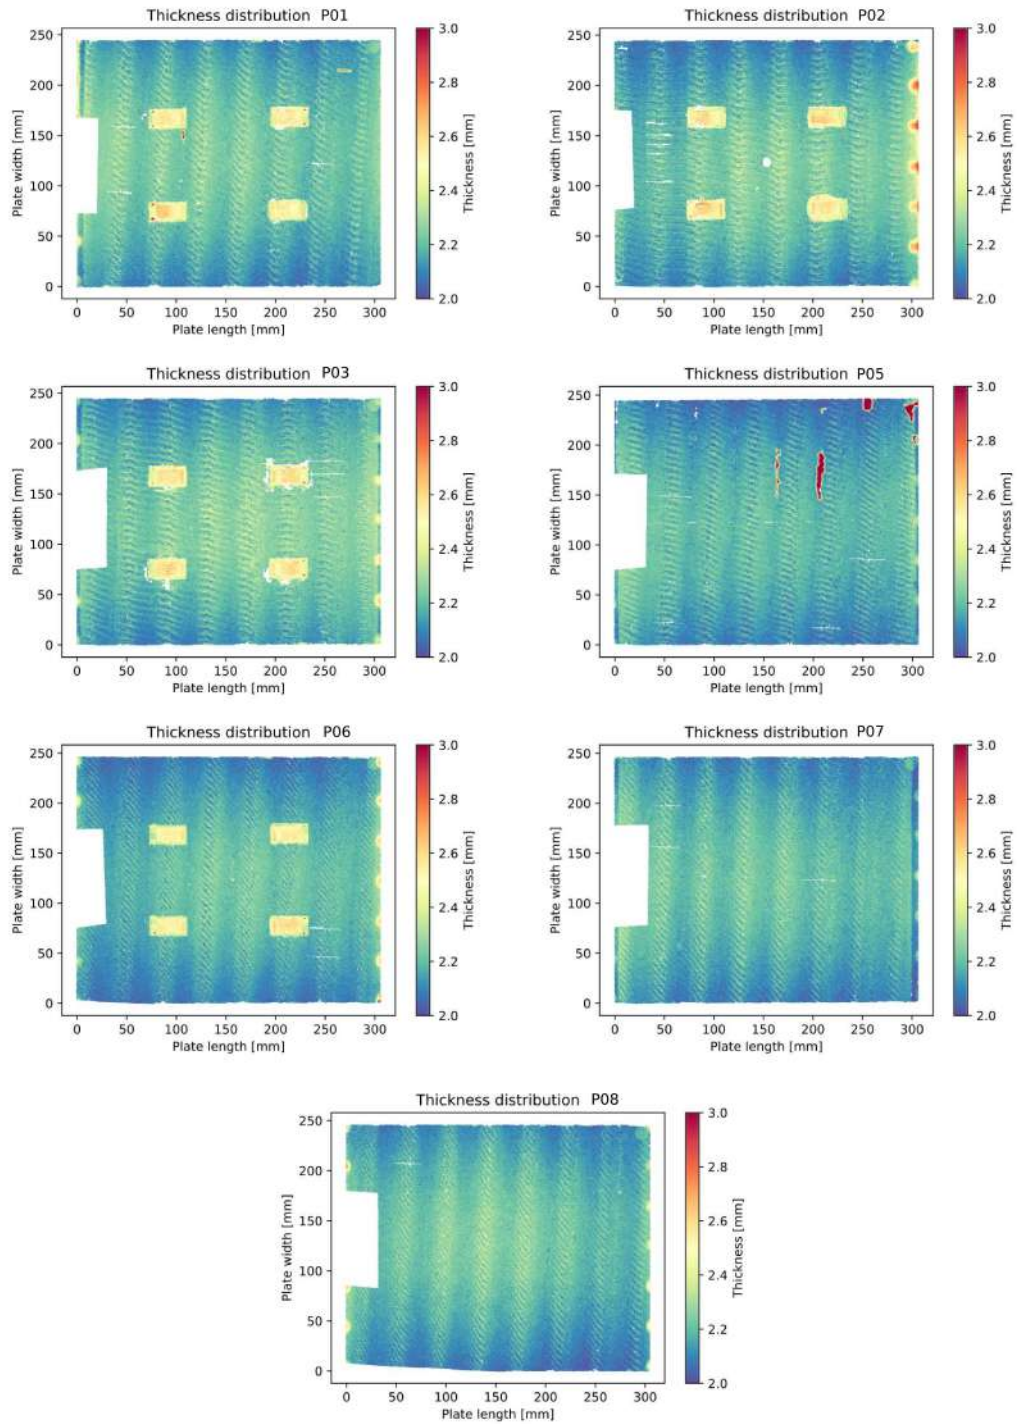 Thickness distribution P01
250
200
150
100
50
0
0 50 100 150 200 250 300
Plate width [mm]
Plate length [mm]
3.0
2.8
2.6
2.4
2.2
2.0
Thickness [mm]
Thickness distribution P02
250
200
150
100
50
0
0 50 100 150 200 250 300
Plate width [mm]
Plate length [mm]
3.0
2.8
2.6
2.4
2.2
2.0
Thickness [mm]
Thickness distribution P03
250
200
150
100
50
0
0 50 100 150 200 250 300
Plate width [mm]
Plate length [mm]
3.0
2.8
2.6
2.4
2.2
2.0
Thickness [mm]
Thickness distribution P05
250
200
150
100
50
0
0 50 100 150 200 250 300
Plate width [mm]
Plate length [mm]
3.0
2.8
2.6
2.4
2.2
2.0
Thickness [mm]
Thickness distribution P06
250
200
150
100
50
0
0 50 100 150 200 250 300
Plate width [mm]
Plate length [mm]
3.0
2.8
2.6
2.4
2.2
2.0
Thickness [mm]
Thickness distribution P07
250
200
150
100
50
0
0 50 100 150 200 250 300
Plate width [mm]
Plate length [mm]
3.0
2.8
2.6
2.4
2.2
2.0
Thickness [mm]
Thickness distribution P08
250
200
150
100
50
0
0 50 100 150 200 250 300
Plate width [mm]
Plate length [mm]
3.0
2.8
2.6
2.4
2.2
2.0
Thickness [mm]